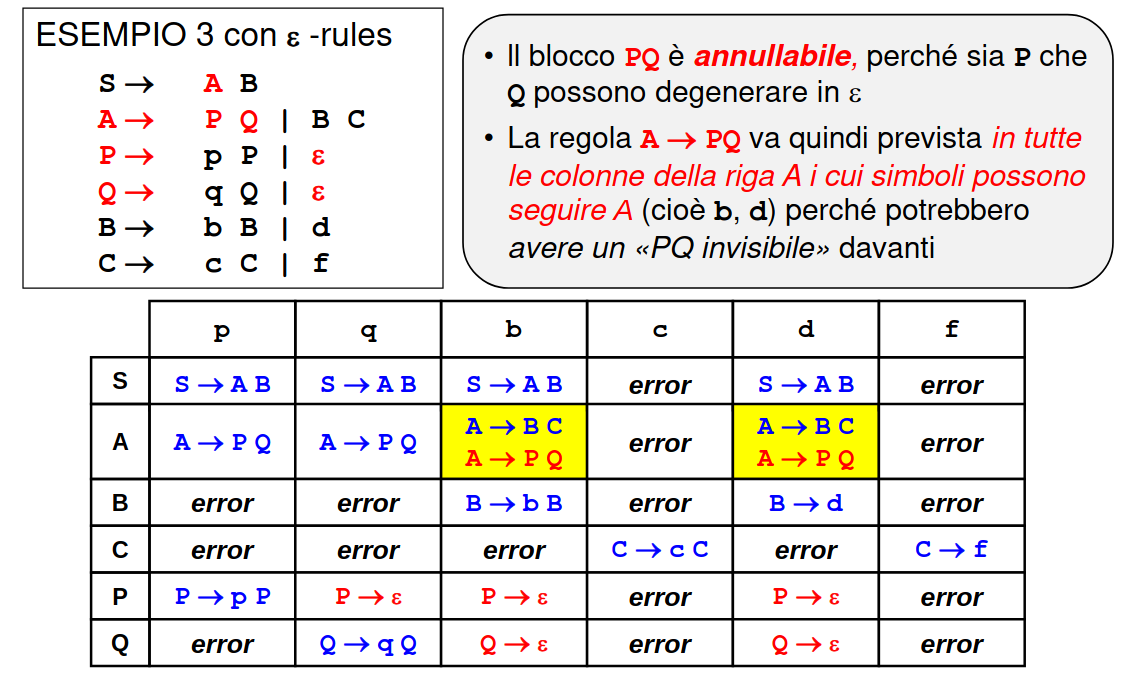 ESEMPIO 3 con ε -rules
S → A B
A → P Q | B C
P → p P | ε
Q → q Q | ε
B → b B | d
C → c C | f
• Il blocco PQ è annullabile, perché sia P che
Q possono degenerare in ε
• La regola A → PQ va quindi prevista in tutte
le colonne della riga A i cui simboli possono
seguire A (cioè b, d) perché potrebbero
avere un «PQ invisibile» davanti
p q b c d f
S S → A B S → A B S → A B error S → A B error
A → B C A → B C
A A → P Q A → P Q error error
A → P Q A → P Q
B error error B → b B error B → d error
C error error error C → c C error C → f
P P → p P P → ε P → ε error P → ε error
Q error Q → q Q Q → ε error Q → ε error